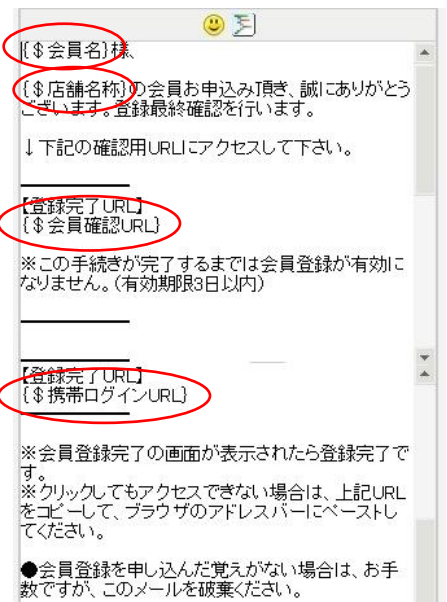 {$会員名}様、
{$店舗名称}の会員お申込み頂き、誠にありがとう
ございます。登録最終確認を行います。
↓下記の確認用URLにアクセスして下さい。
【登録完了URL】
{$会員確認URL}
※この手続きが完了するまでは会員登録が有効に
なりません。(有効期限3日以内)
【登録完了URL】
{$携帯ログインURL}
※会員登録完了の画面が表示されたら登録完了で
す。
※クリックしてもアクセスできない場合は、上記URL
をコピーして、ブラウザのアドレスバーにペーストし
てください。
●会員登録を申し込んだ覚えがない場合は、お手
数ですが、このメールを破棄ください。